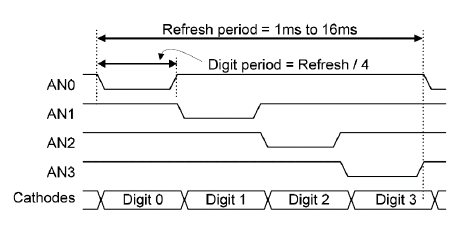 Refresh period = 1ms to 16ms
Digit period = Refresh / 4
AN0
AN1
AN2
AN3
Cathodes Digit 0 Digit 1 Digit 2 Digit 3